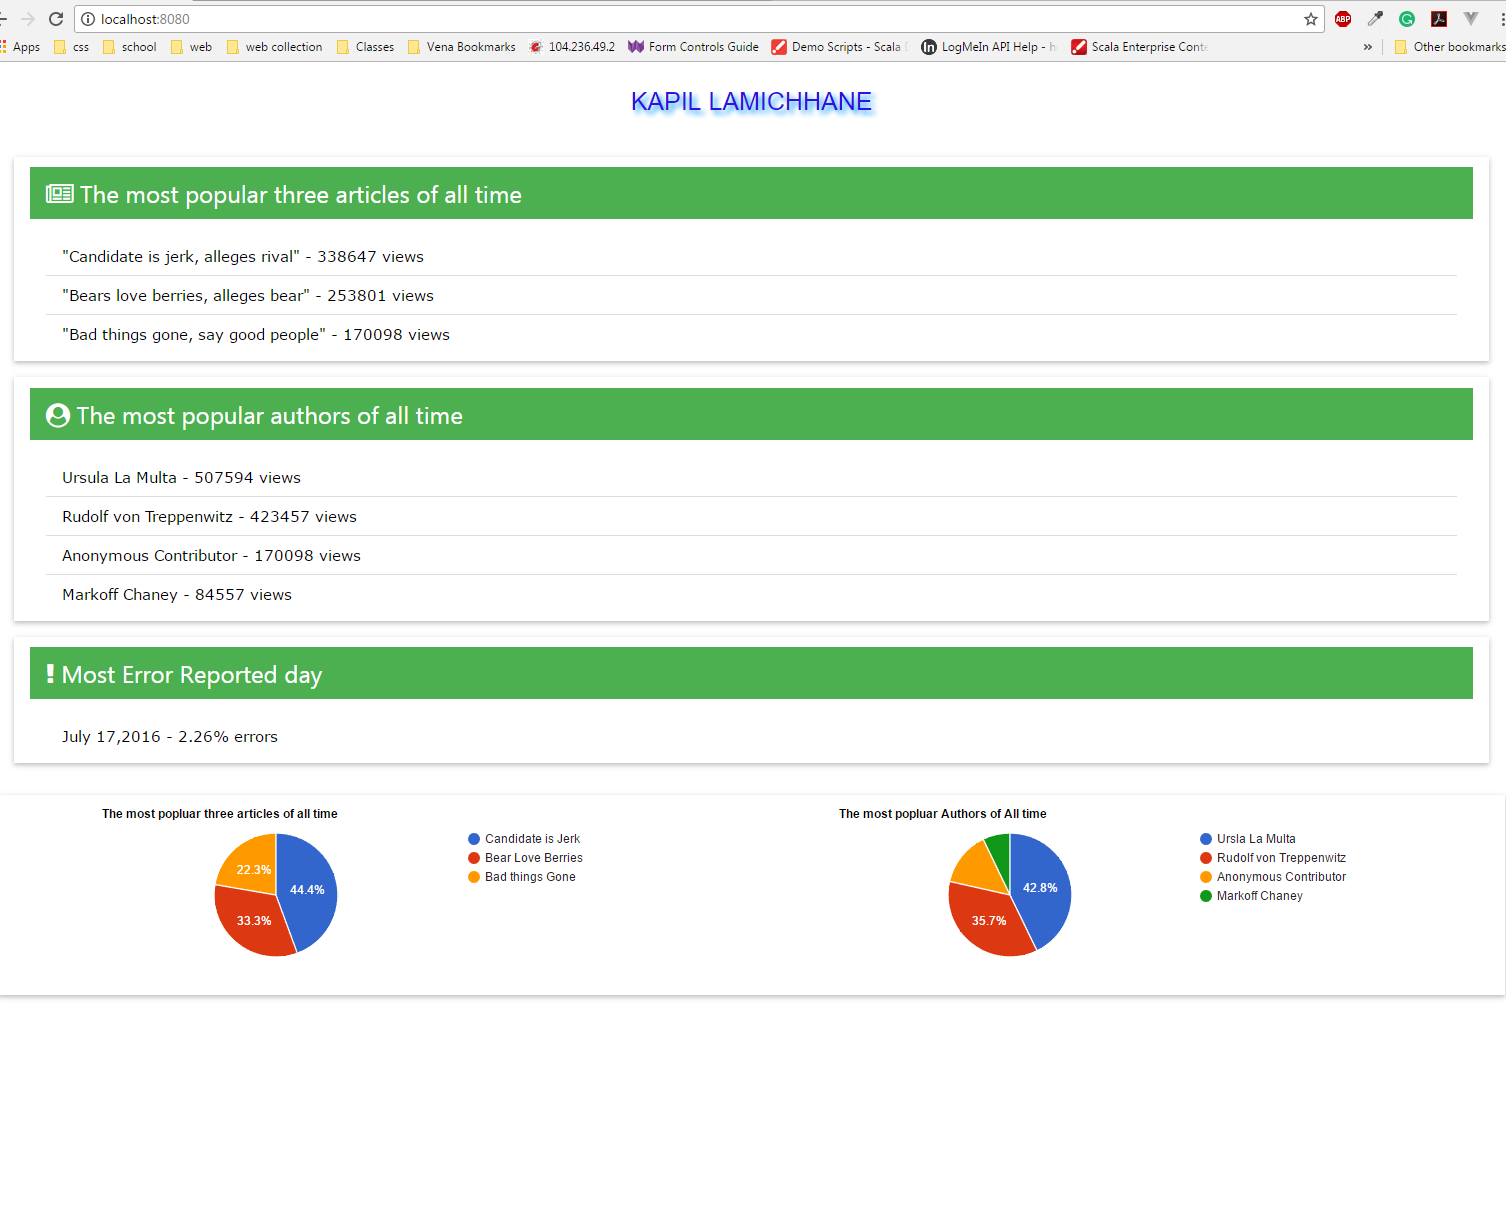 localhost:8080
ABP
Apps css school web web collection Classes Vena Bookmarks 104.236.49.2 Form Controls Guide Demo Scripts - Scala In LogMeIn API Help - Scala Enterprise Conte » Other bookmarks
KAPIL LAMICHHANE
The most popular three articles of all time
"Candidate is jerk, alleges rival" - 338647 views
"Bears love berries, alleges bear" - 253801 views
"Bad things gone, say good people" - 170098 views
The most popular authors of all time
Ursula La Multa - 507594 views
Rudolf von Treppenwitz - 423457 views
Anonymous Contributor - 170098 views
Markoff Chaney - 84557 views
! Most Error Reported day
July 17,2016 - 2.26% errors
The most popluar three articles of all time
44.4%
33.3%
22.3%
Candidate is Jerk
Bear Love Berries
Bad things Gone
The most popluar Authors of All time
42.8%
35.7%
Ursla La Multa
Rudolf von Treppenwitz
Anonymous Contributor
Markoff Chaney